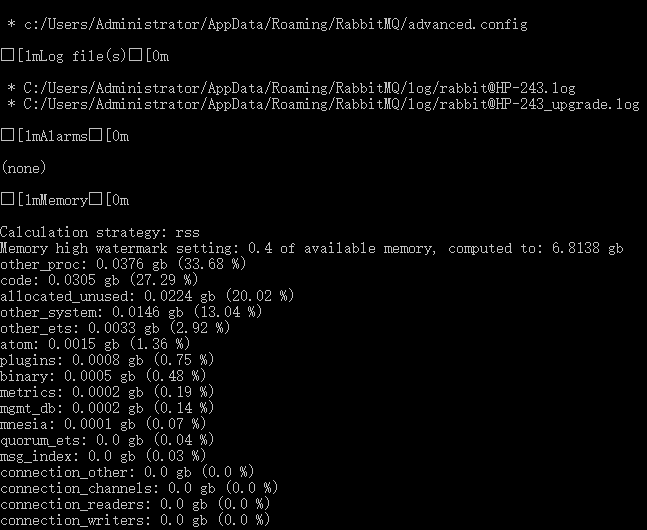 * c:/Users/Administrator/AppData/Roaming/RabbitMQ/advanced.config
□[1mLog file(s)□[0m
* C:/Users/Administrator/AppData/Roaming/RabbitMQ/log/rabbit@HP-243.log
* C:/Users/Administrator/AppData/Roaming/RabbitMQ/log/rabbit@HP-243_upgrade.log
□[1mAlarms□[0m
(none)
□[1mMemory□[0m
Calculation strategy: rss
Memory high watermark setting: 0.4 of available memory, computed to: 6.8138 gb
other_proc: 0.0376 gb (33.68 %)
code: 0.0305 gb (27.29 %)
allocated_unused: 0.0224 gb (20.02 %)
other_system: 0.0146 gb (13.04 %)
other_ets: 0.0033 gb (2.92 %)
atom: 0.0015 gb (1.36 %)
plugins: 0.0008 gb (0.75 %)
binary: 0.0005 gb (0.48 %)
metrics: 0.0002 gb (0.19 %)
mgmt_db: 0.0002 gb (0.14 %)
mnesia: 0.0001 gb (0.07 %)
quorum_ets: 0.0 gb (0.04 %)
msg_index: 0.0 gb (0.03 %)
connection_other: 0.0 gb (0.0 %)
connection_channels: 0.0 gb (0.0 %)
connection_readers: 0.0 gb (0.0 %)
connection_writers: 0.0 gb (0.0 %)